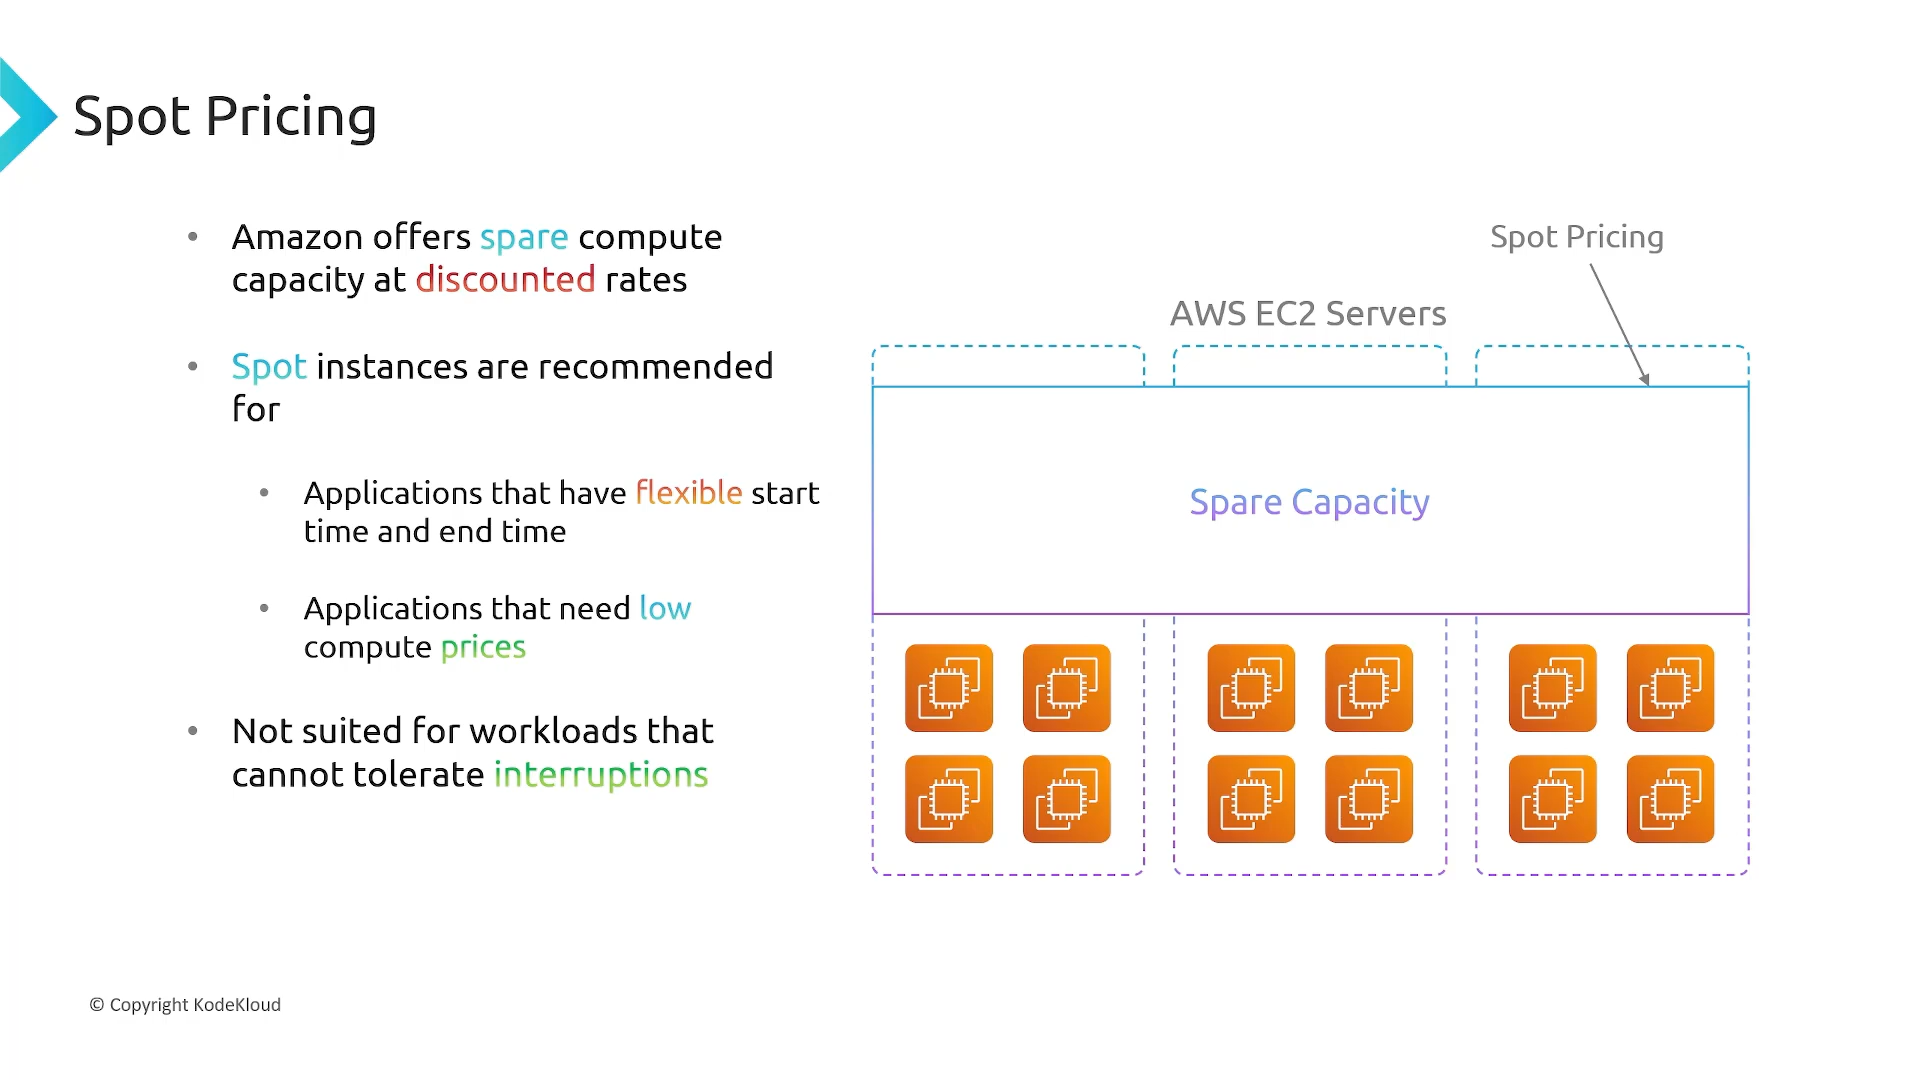 Spot Pricing
• Amazon offers spare compute
capacity at discounted rates
• Spot instances are recommended
for
• Applications that have flexible start
time and end time
• Applications that need low
compute prices
• Not suited for workloads that
cannot tolerate interruptions
Spot Pricing
AWS EC2 Servers
Spare Capacity
© Copyright KodeKloud